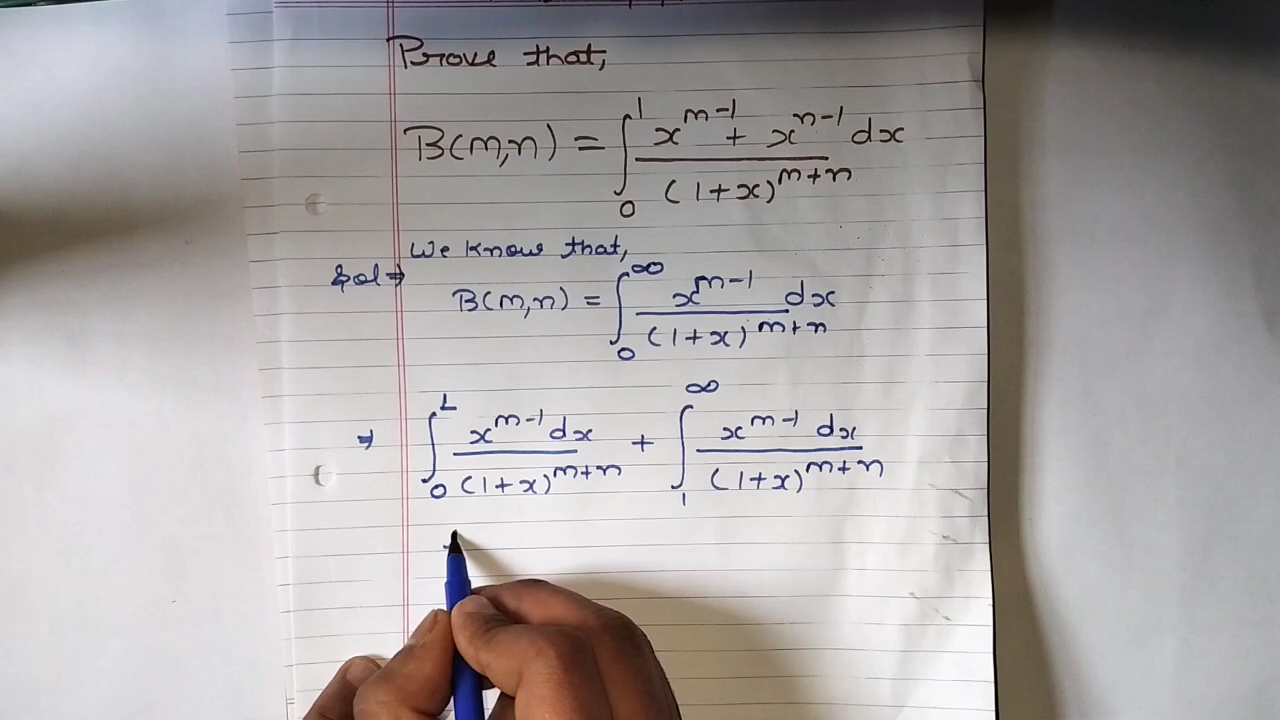 Prove that,
B(m,n) = ∫₀¹ (x^{m-1} + x^{n-1})/(1+x)^{m+n} dx
We know that,
Sol ⇒
B(m,n) = ∫₀^∞ x^{m-1}/(1+x)^{m+n} dx
⇒ ∫₀¹ x^{m-1} dx/(1+x)^{m+n} + ∫₁^∞ x^{m-1} dx/(1+x)^{m+n}